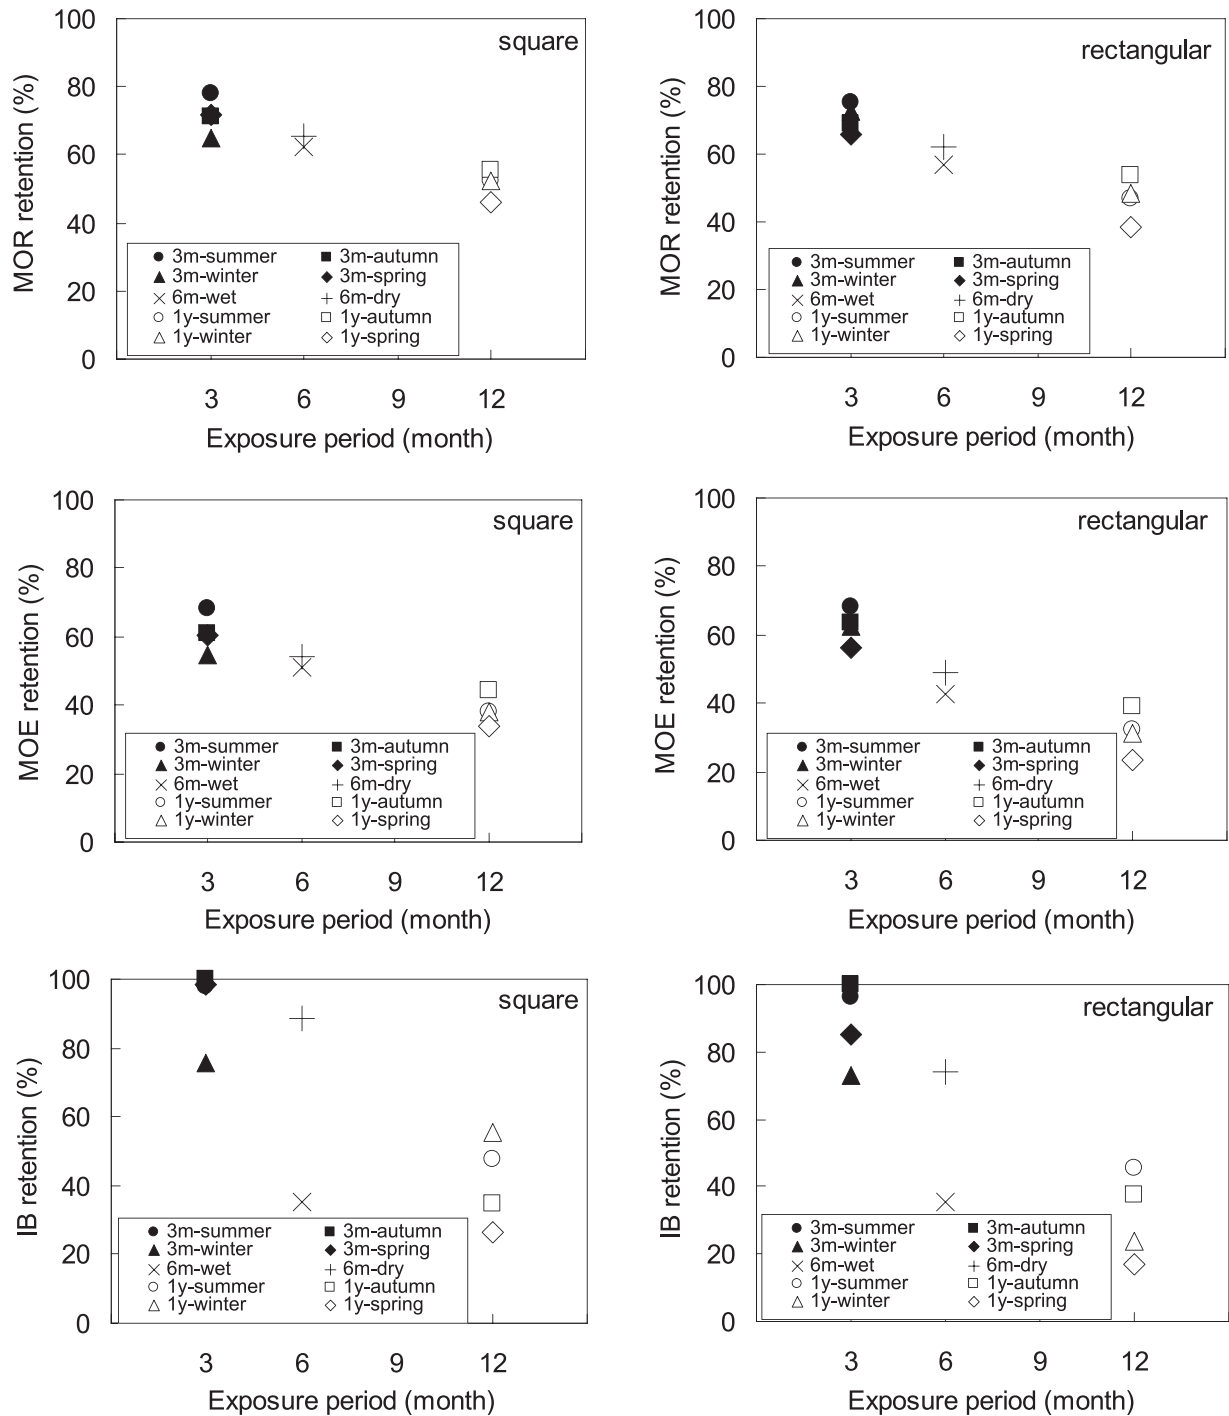 100
80
60
40
20
0
MOR retention (%)
square
3m-summer 3m-autumn
3m-winter 3m-spring
6m-wet 6m-dry
1y-summer 1y-autumn
1y-winter 1y-spring
3 6 9 12
Exposure period (month)
100
80
60
40
20
0
MOR retention (%)
rectangular
3m-summer 3m-autumn
3m-winter 3m-spring
6m-wet 6m-dry
1y-summer 1y-autumn
1y-winter 1y-spring
3 6 9 12
Exposure period (month)
100
80
60
40
20
0
MOE retention (%)
square
3m-summer 3m-autumn
3m-winter 3m-spring
6m-wet 6m-dry
1y-summer 1y-autumn
1y-winter 1y-spring
3 6 9 12
Exposure period (month)
100
80
60
40
20
0
MOE retention (%)
rectangular
3m-summer 3m-autumn
3m-winter 3m-spring
6m-wet 6m-dry
1y-summer 1y-autumn
1y-winter 1y-spring
3 6 9 12
Exposure period (month)
100
80
60
40
20
0
IB retention (%)
square
3m-summer 3m-autumn
3m-winter 3m-spring
6m-wet 6m-dry
1y-summer 1y-autumn
1y-winter 1y-spring
3 6 9 12
Exposure period (month)
100
80
60
40
20
0
IB retention (%)
rectangular
3m-summer 3m-autumn
3m-winter 3m-spring
6m-wet 6m-dry
1y-summer 1y-autumn
1y-winter 1y-spring
3 6 9 12
Exposure period (month)